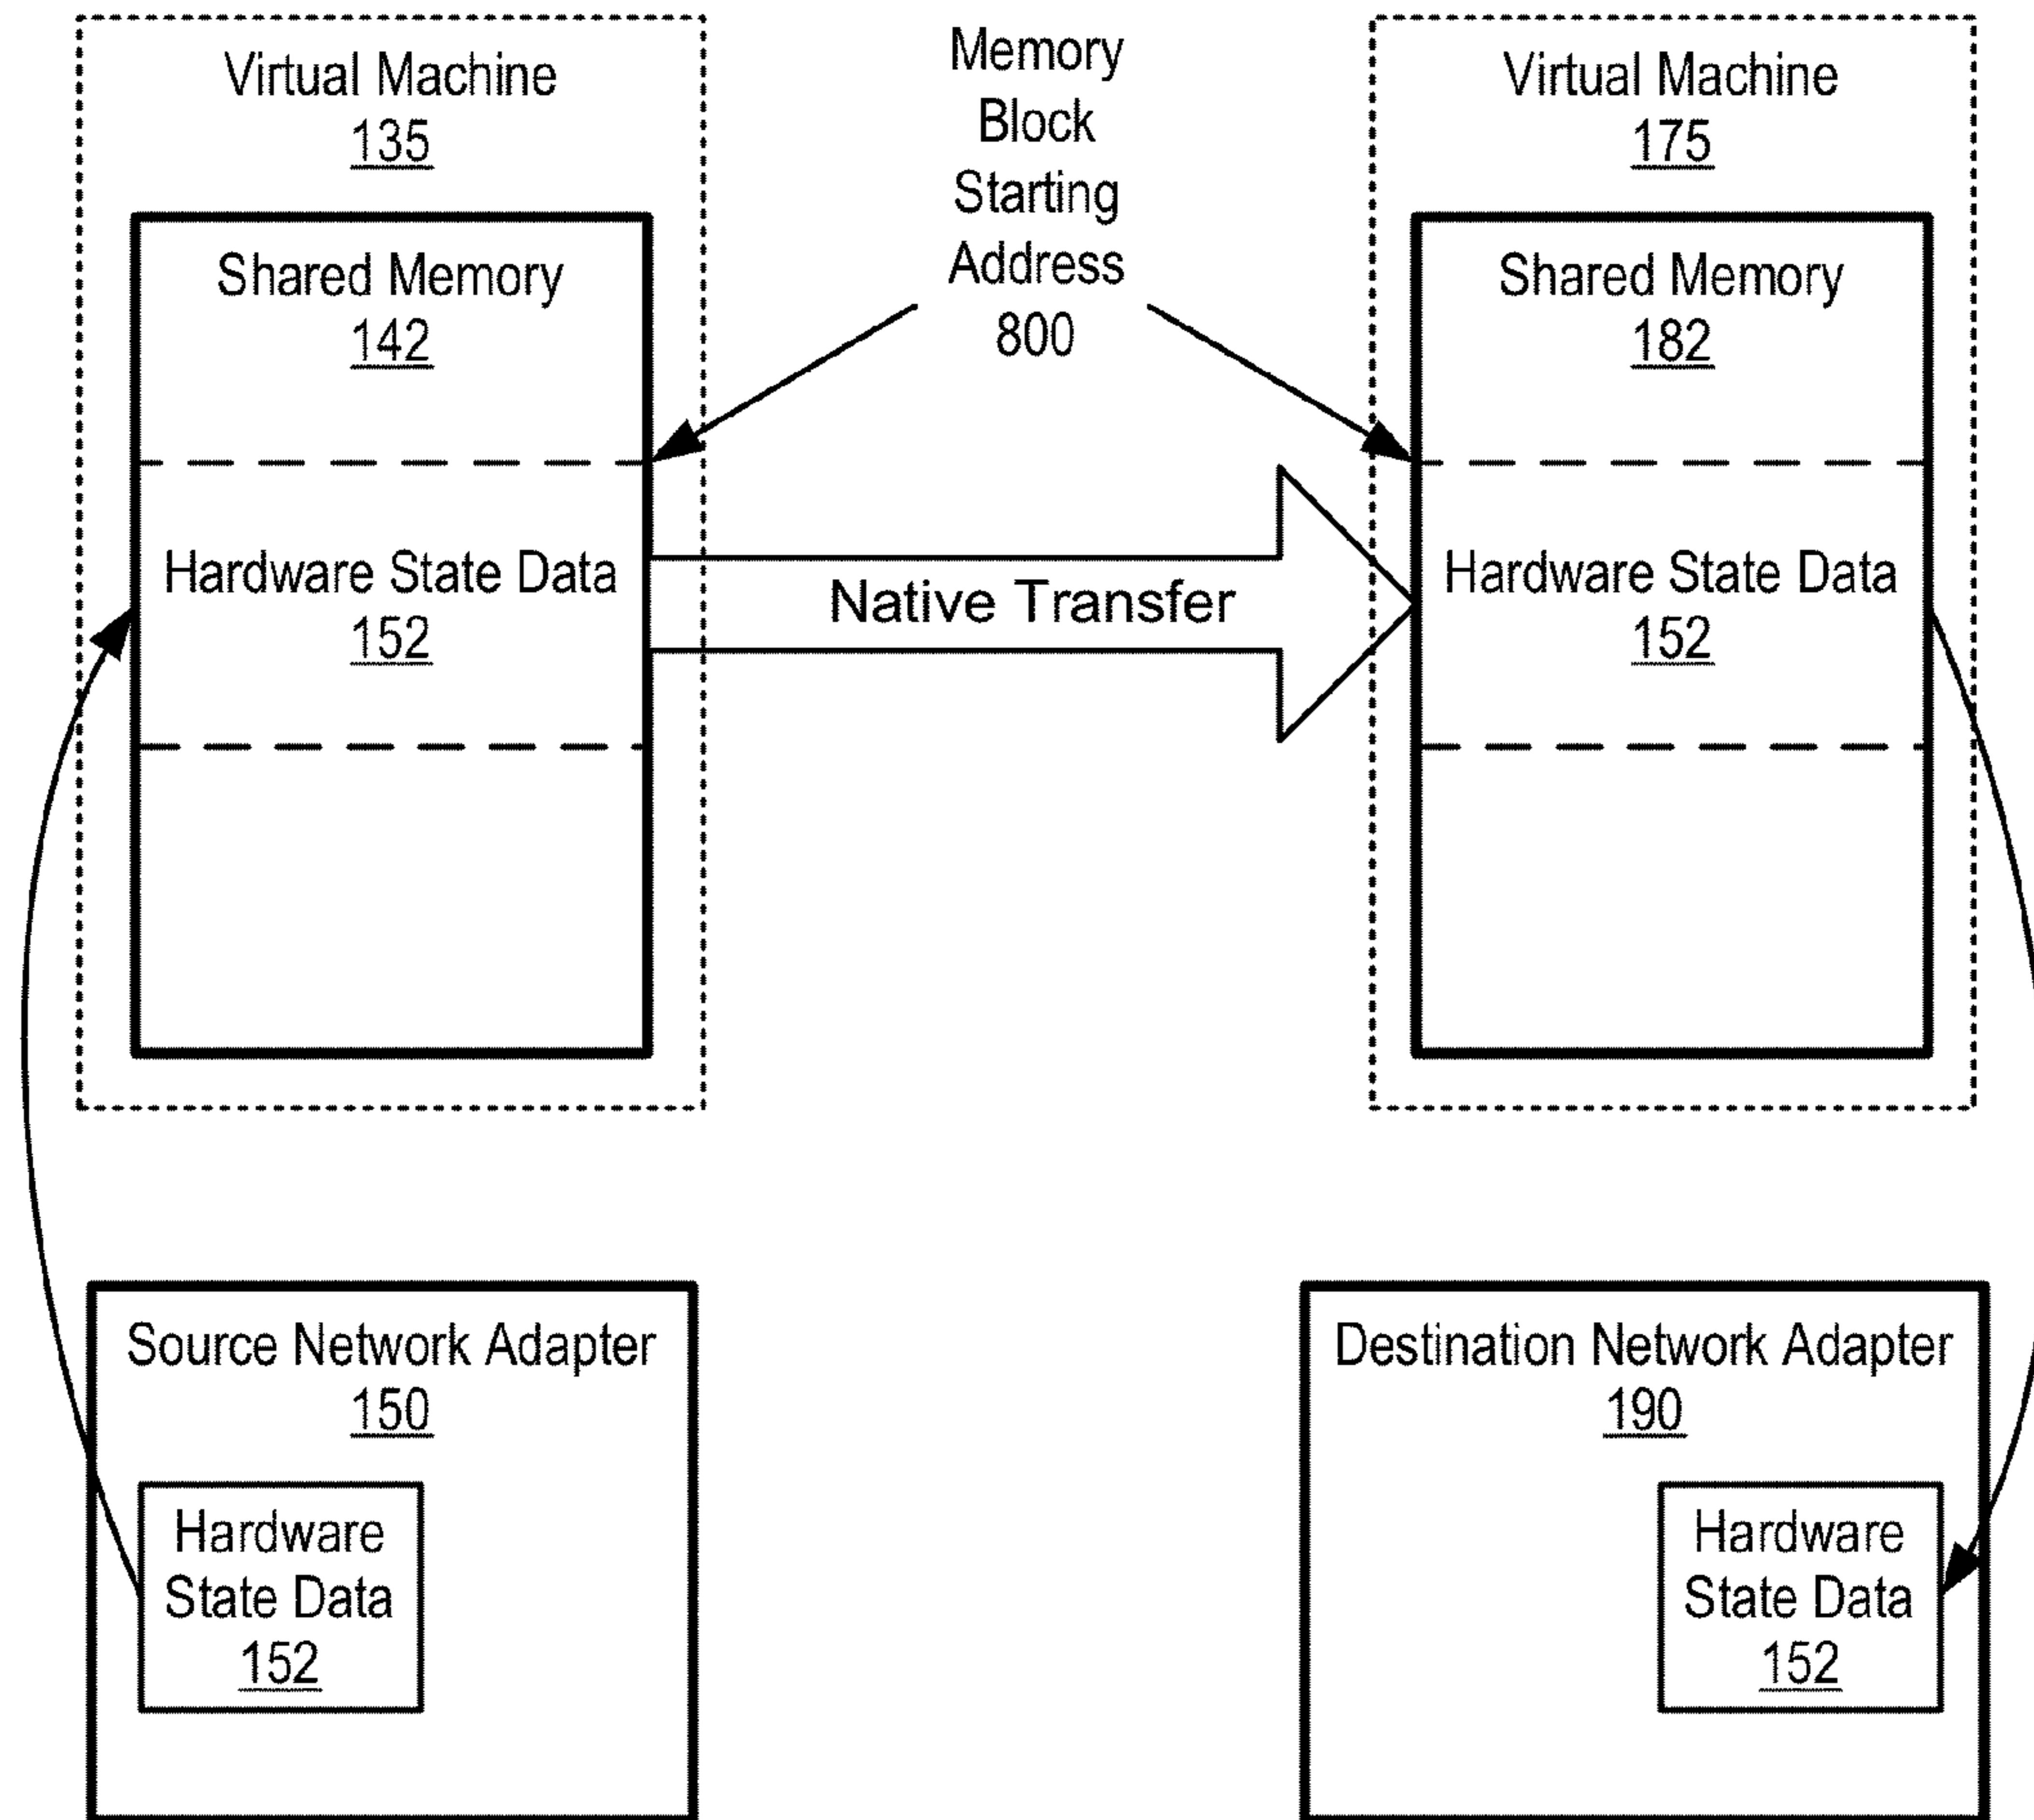 Virtual Machine
135
Shared Memory
142
Hardware State Data
152
Memory
Block
Starting
Address
800
Native Transfer
Virtual Machine
175
Shared Memory
182
Hardware State Data
152
Source Network Adapter
150
Hardware
State Data
152
Destination Network Adapter
190
Hardware
State Data
152